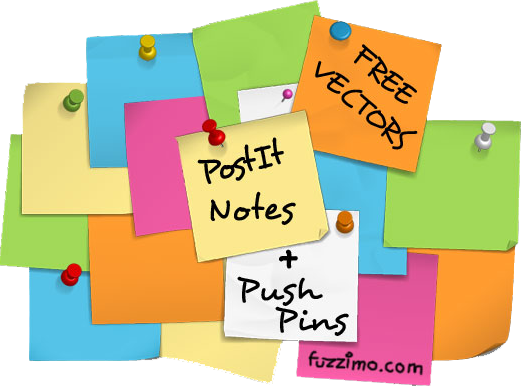 FREE
VECTORS
PostIt
Notes
+
Push
Pins
fuzzimo.com